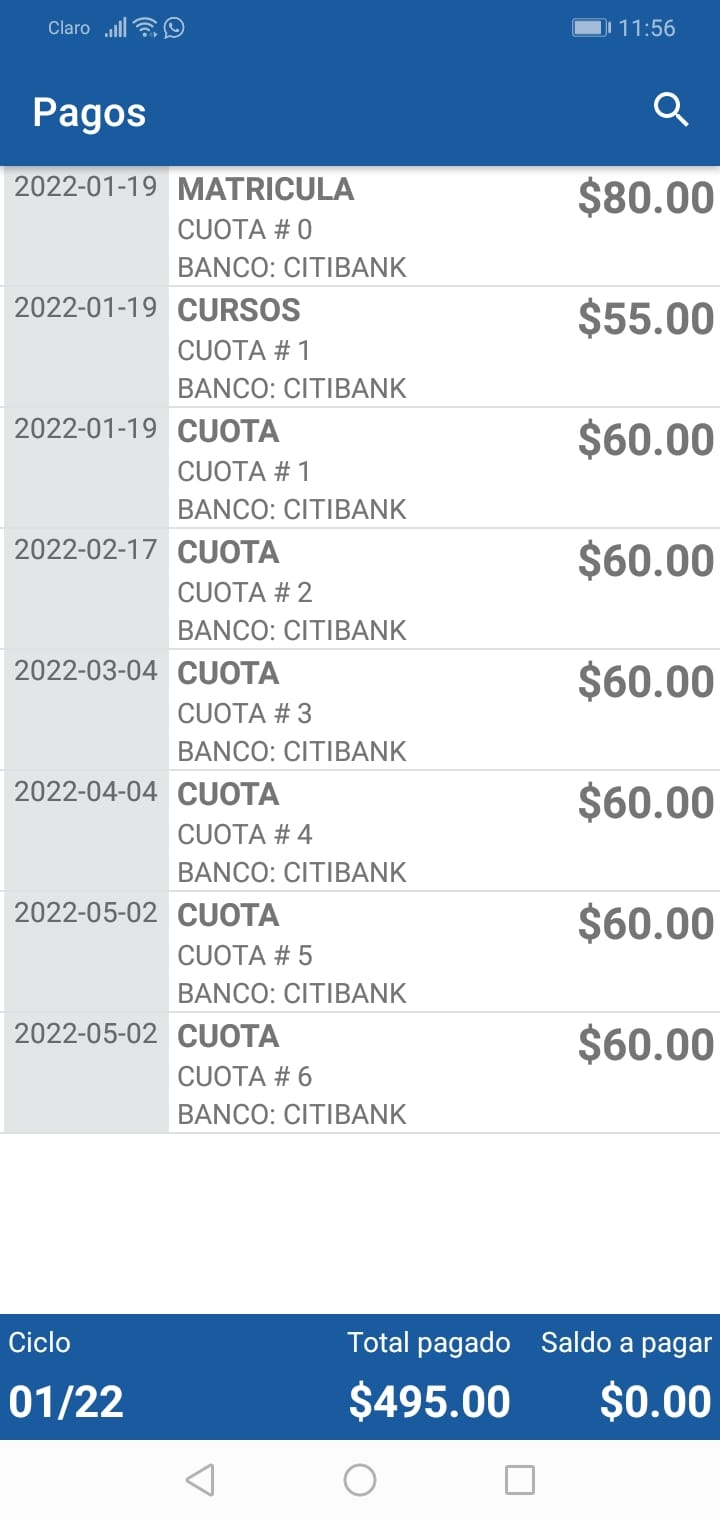 Claro 11:56
Pagos
2022-01-19 MATRICULA $80.00
CUOTA # 0
BANCO: CITIBANK
2022-01-19 CURSOS $55.00
CUOTA # 1
BANCO: CITIBANK
2022-01-19 CUOTA $60.00
CUOTA # 1
BANCO: CITIBANK
2022-02-17 CUOTA $60.00
CUOTA # 2
BANCO: CITIBANK
2022-03-04 CUOTA $60.00
CUOTA # 3
BANCO: CITIBANK
2022-04-04 CUOTA $60.00
CUOTA # 4
BANCO: CITIBANK
2022-05-02 CUOTA $60.00
CUOTA # 5
BANCO: CITIBANK
2022-05-02 CUOTA $60.00
CUOTA # 6
BANCO: CITIBANK
Ciclo Total pagado Saldo a pagar
01/22 $495.00 $0.00